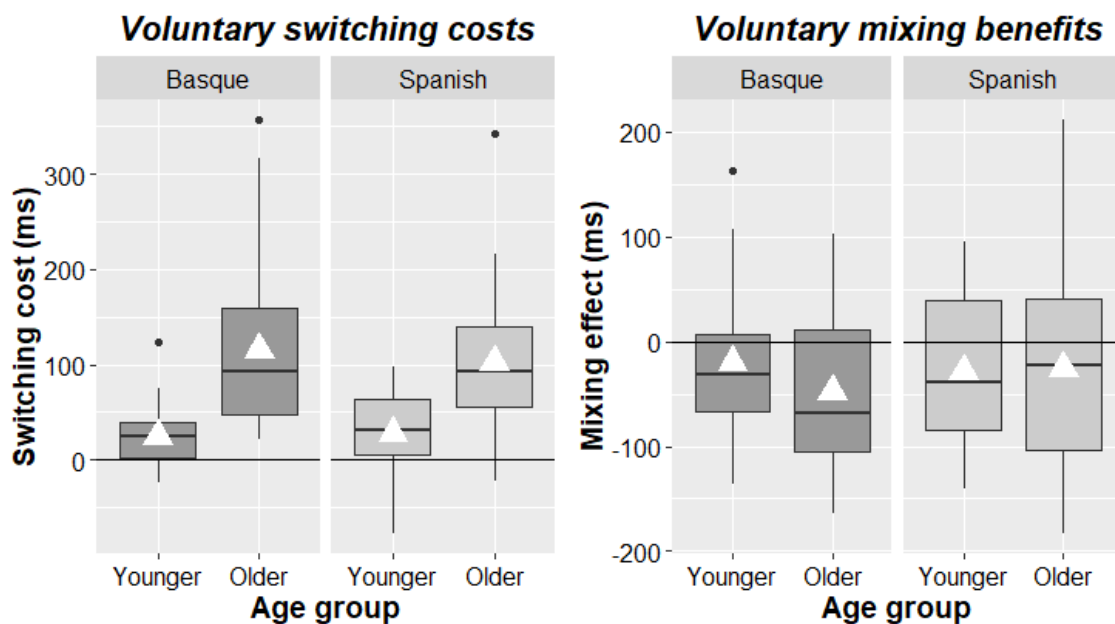 Voluntary switching costs
Basque
Spanish
Switching cost (ms)
300
200
100
0
Younger
Older
Younger
Older
Age group
Voluntary mixing benefits
Basque
Spanish
Mixing effect (ms)
200
100
0
-100
-200
Younger
Older
Younger
Older
Age group